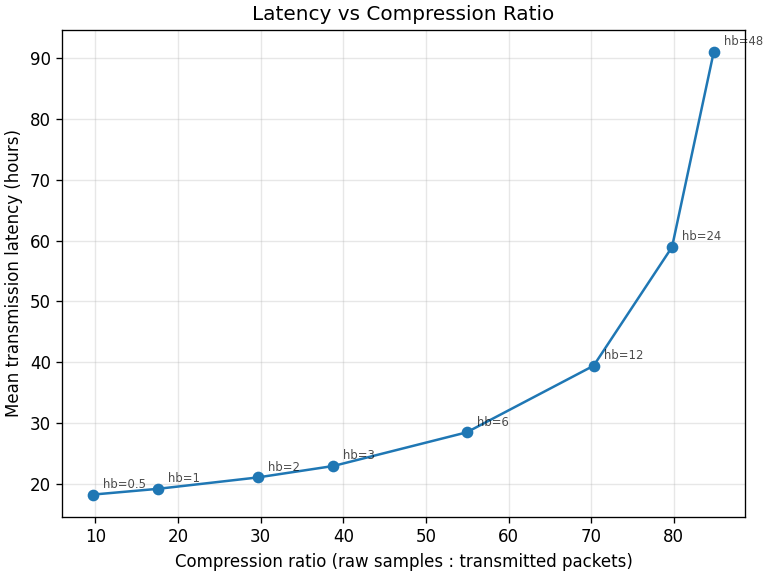 Latency vs Compression Ratio
Mean transmission latency (hours)
90
80
70
60
50
40
30
20
hb=0.5
hb=1
hb=2
hb=3
hb=6
hb=12
hb=24
hb=48
10 20 30 40 50 60 70 80
Compression ratio (raw samples : transmitted packets)